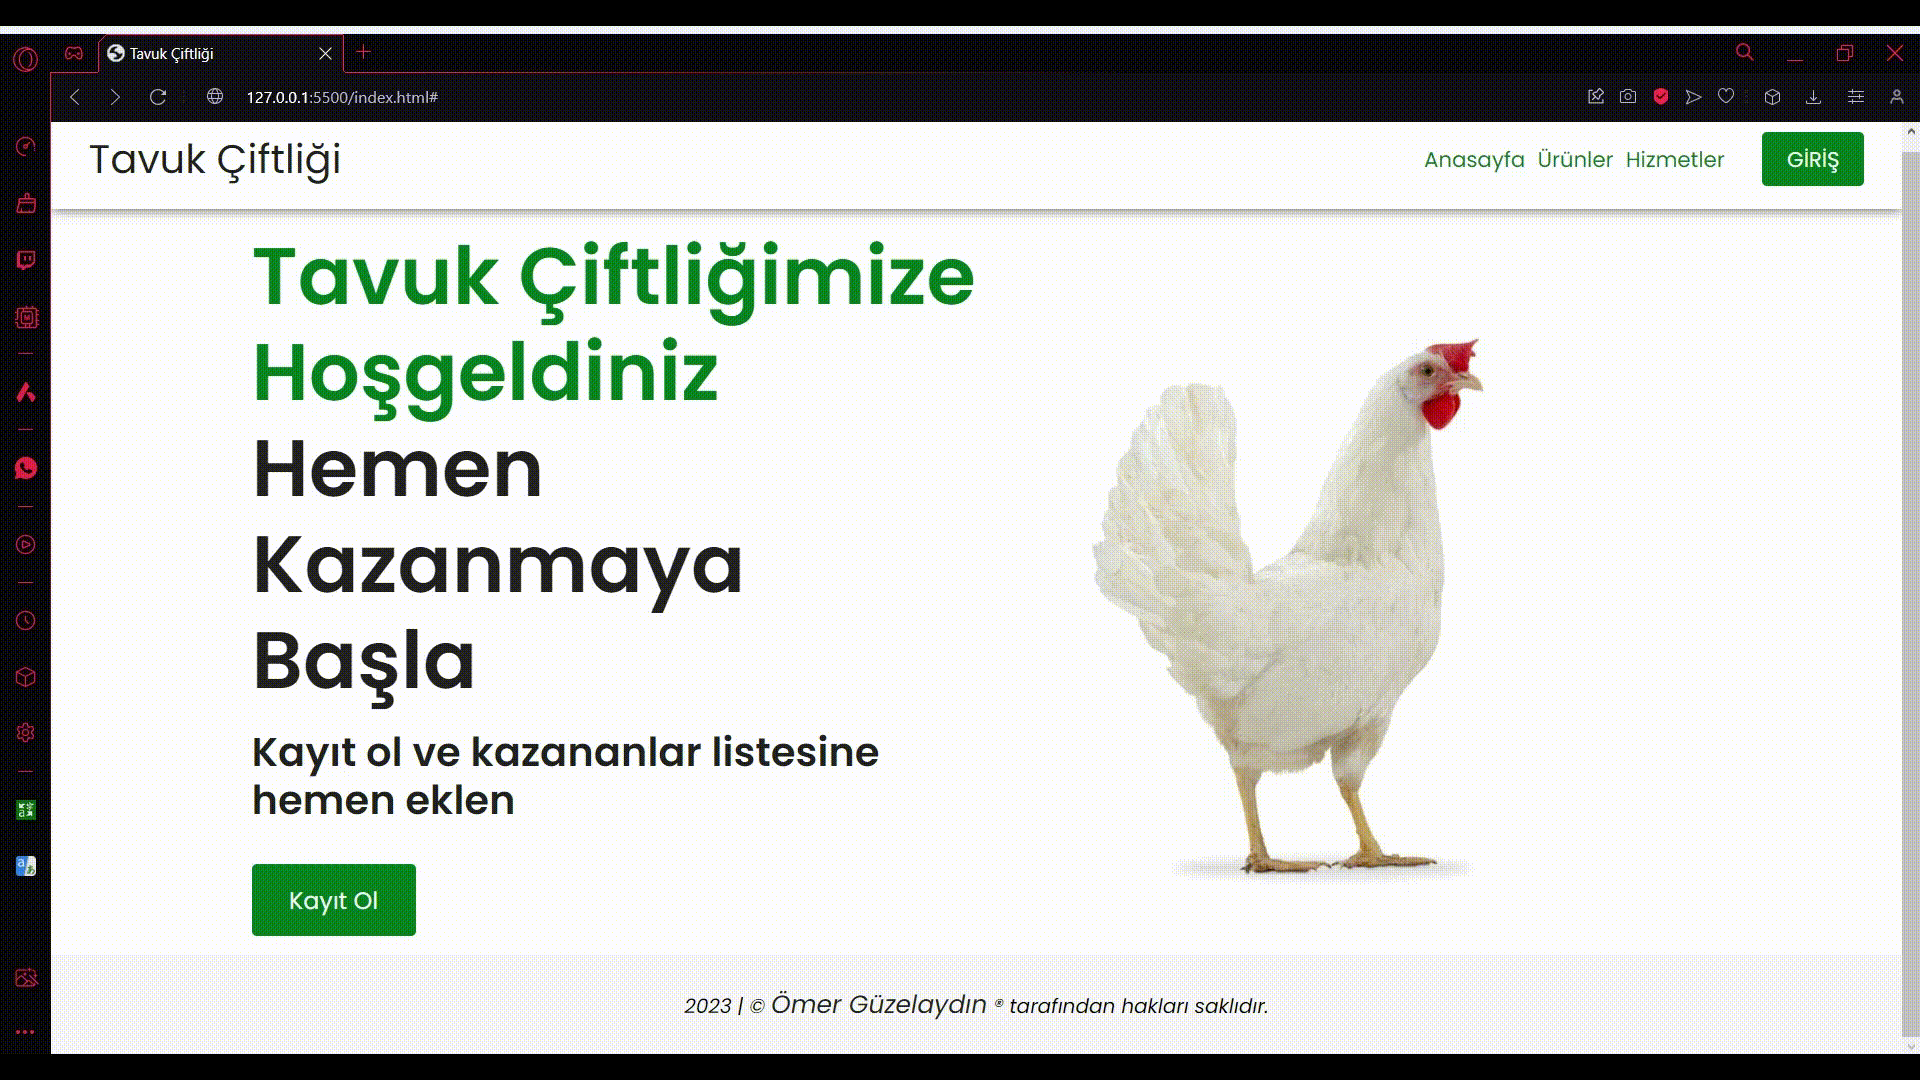 Tavuk Çiftliği
127.0.0.1:5500/index.html#
Tavuk Çiftliği
Anasayfa Ürünler Hizmetler GİRİŞ
Tavuk Çiftliğimize
Hoşgeldiniz
Hemen
Kazanmaya
Başla
Kayıt ol ve kazananlar listesine
hemen eklen
Kayıt Ol
2023 | © Ömer Güzelaydın ® tarafından hakları saklıdır.